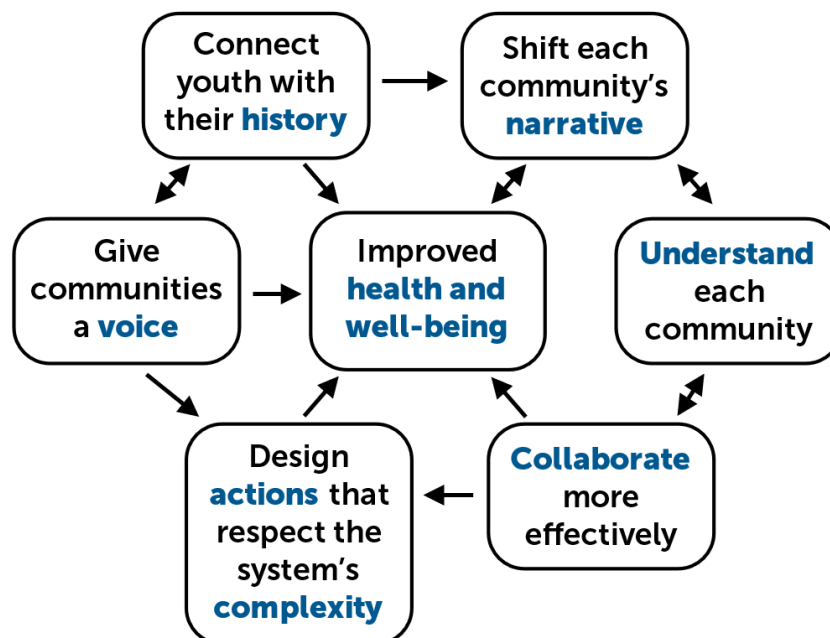 Connect
youth with
their history
Shift each
community’s
narrative
Give
communities
a voice
Improved
health and
well-being
Understand
each
community
Design
actions that
respect the
system’s
complexity
Collaborate
more
effectively